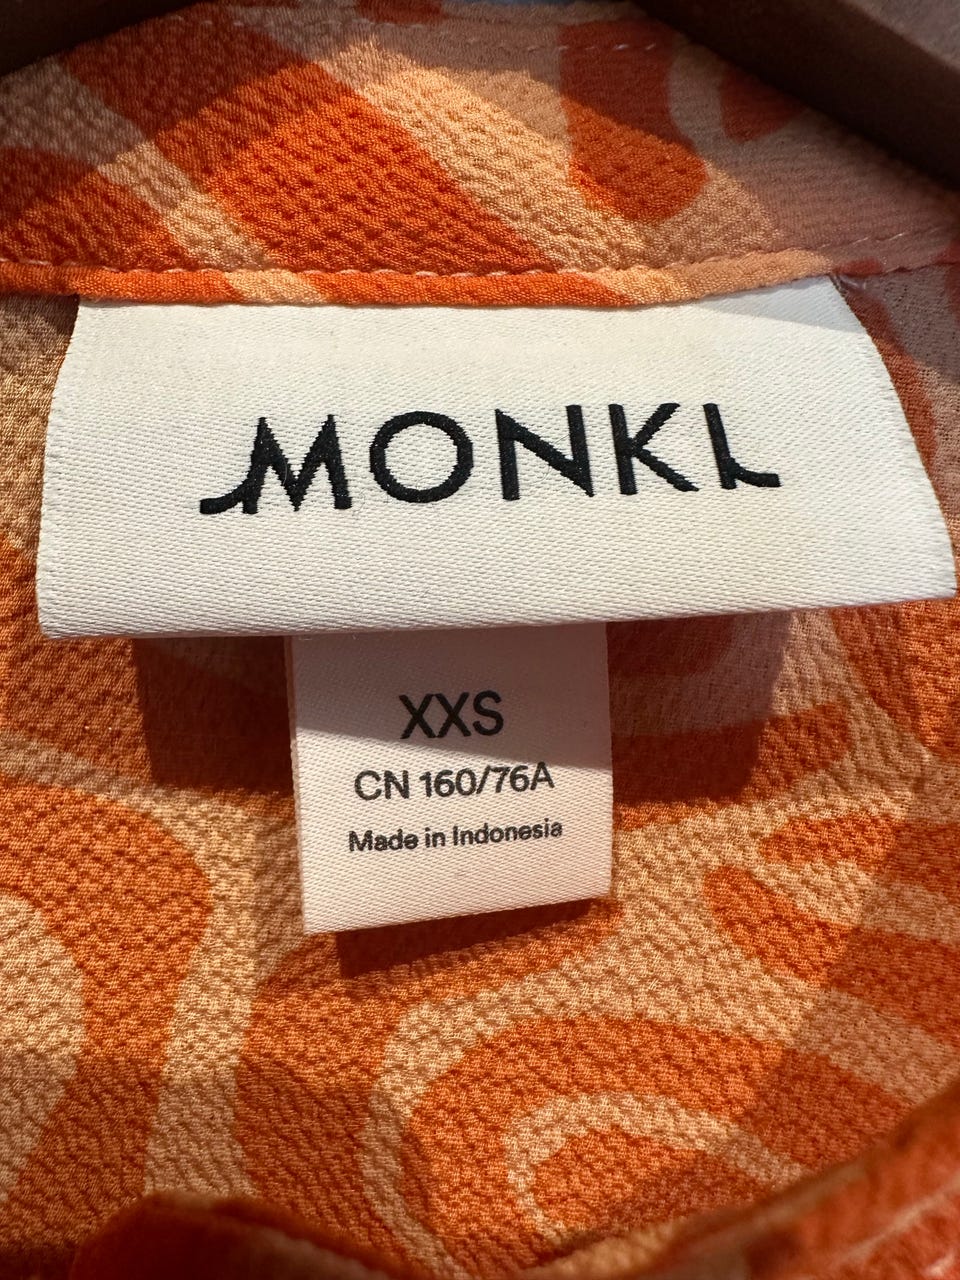 MONKI
XXS
CN 160/76A
Made in Indonesia